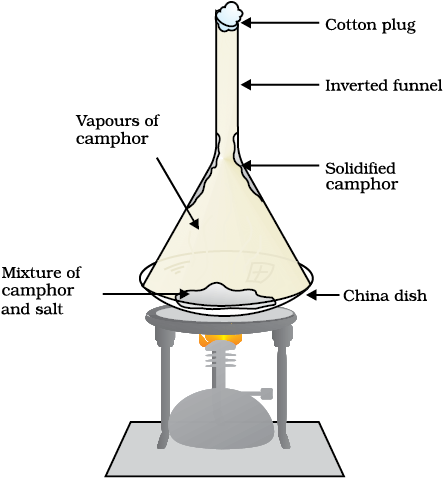 Cotton plug
Inverted funnel
Vapours of
camphor
Solidified
camphor
Mixture of
camphor
and salt
China dish